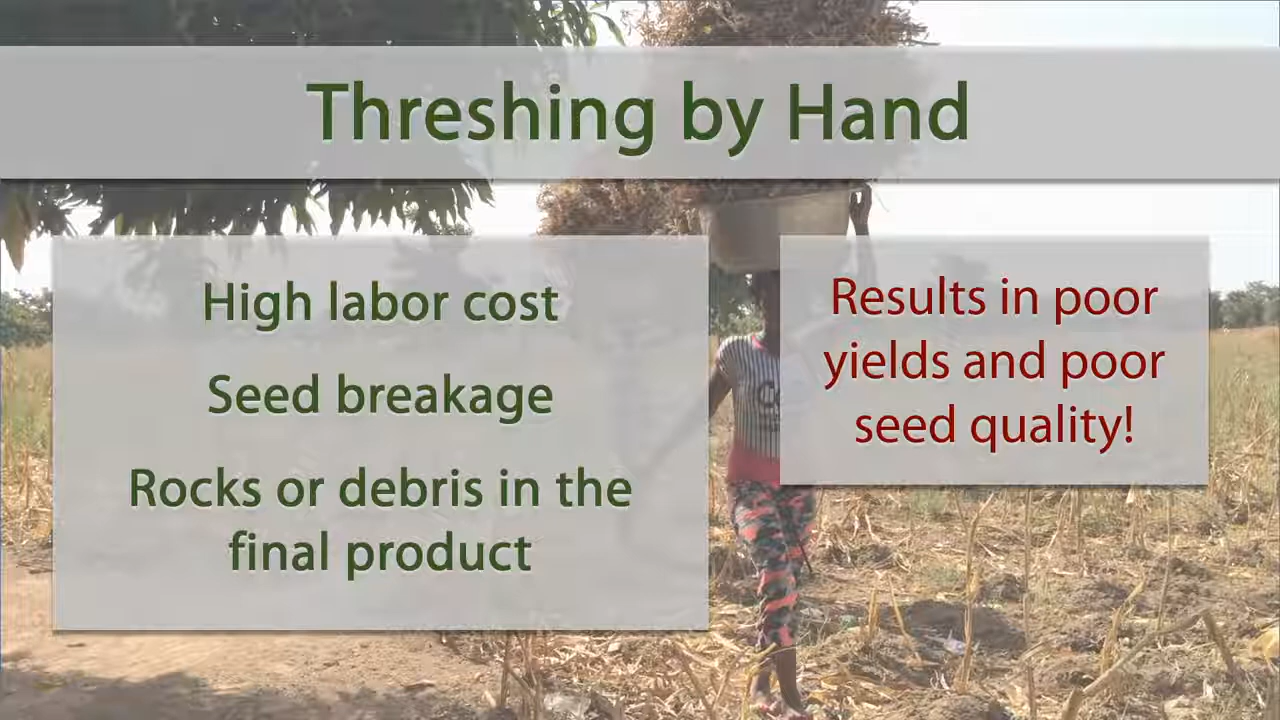 Threshing by Hand
High labor cost
Seed breakage
Rocks or debris in the
final product
Results in poor
yields and poor
seed quality!